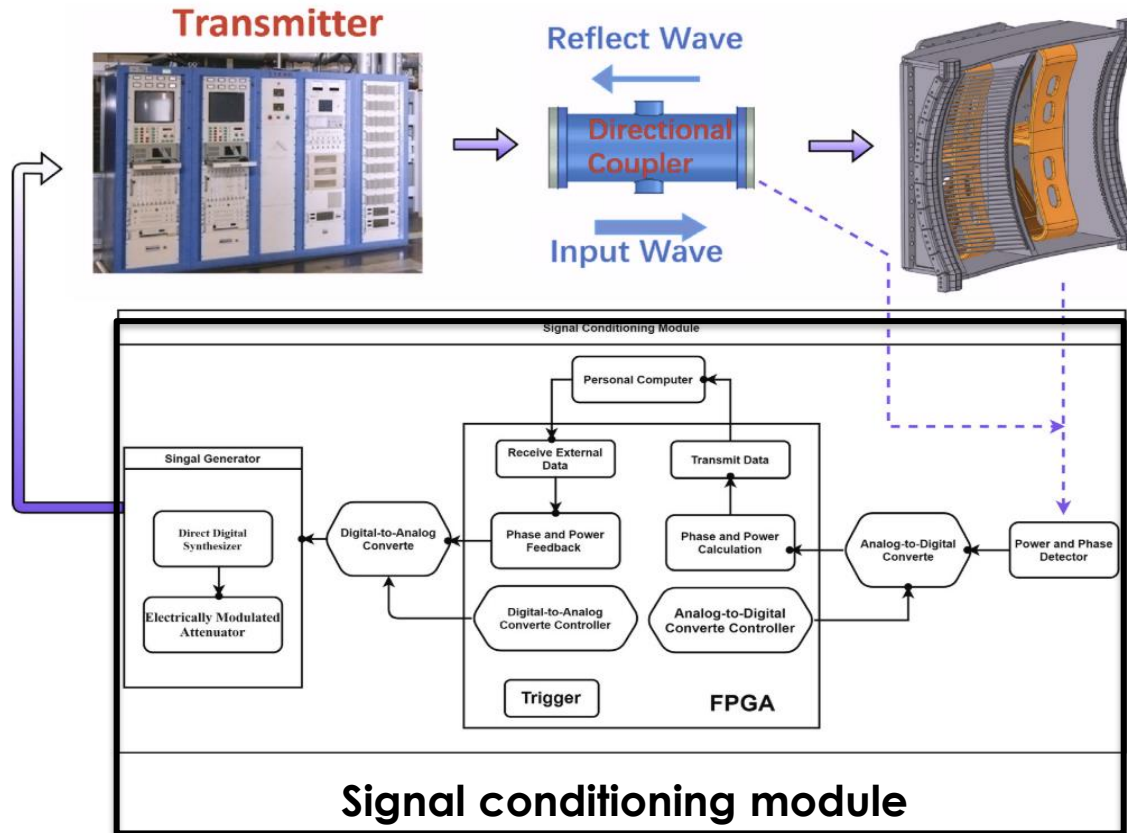 Transmitter
Reflect Wave
Directional
Coupler
Input Wave
Signal Conditioning Module
Personal Computer
Singal Generator
Receive External
Data
Transmit Data
Direct Digital
Synthesizer
Digital-to-Analog
Converte
Phase and Power
Feedback
Phase and Power
Calculation
Analog-to-Digital
Converte
Power and Phase
Detector
Electrically Modulated
Attenuator
Digital-to-Analog
Converte Controller
Analog-to-Digital
Converte Controller
Trigger
FPGA
Signal conditioning module